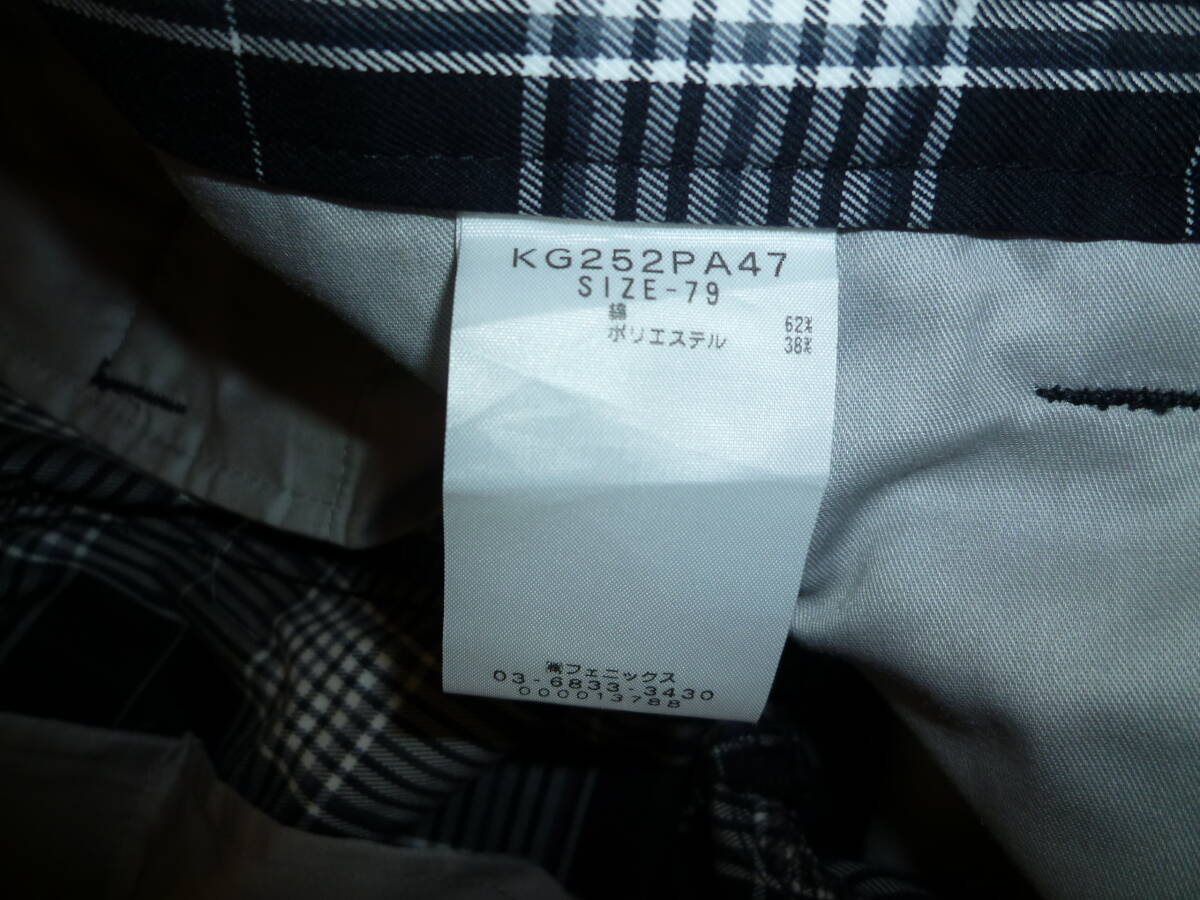 KG252PA47
SIZE-79
綿 62%
ポリエステル 38%
㈱フェニックス
03-6833-3430
000013788